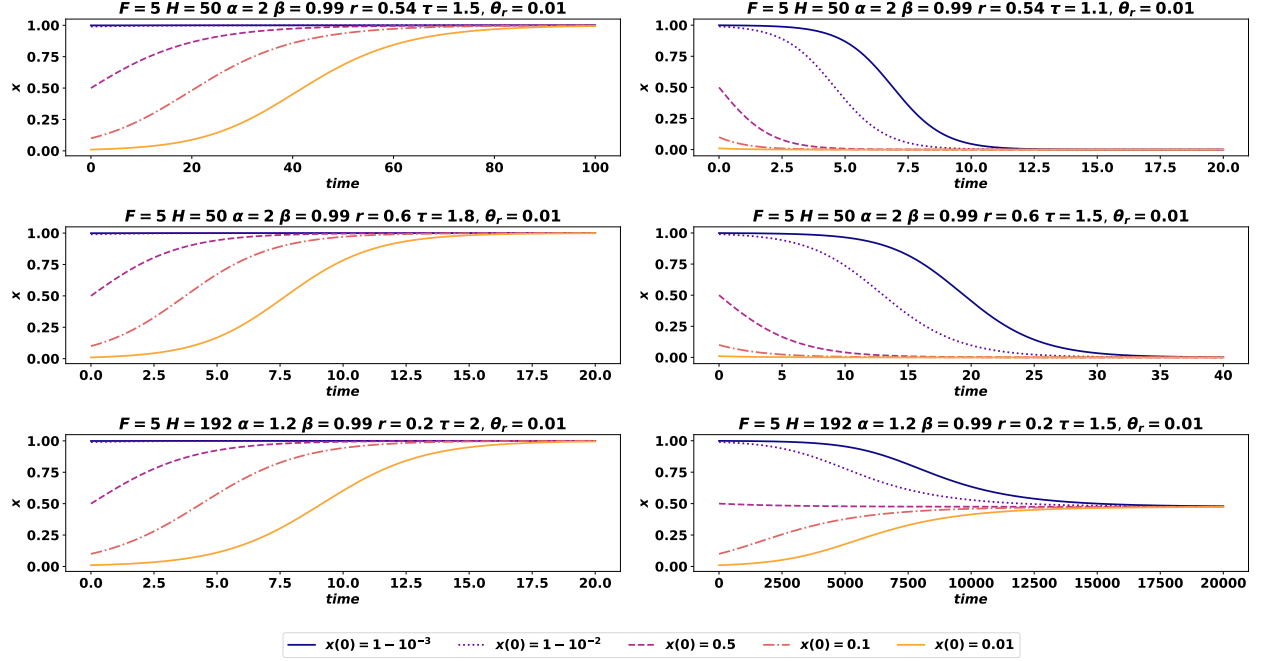 F = 5 H = 50 α = 2 β = 0.99 r = 0.54 τ = 1.5, θr = 0.01
1.00
0.75
0.50
0.25
0.00
x
0 20 40 60 80 100
time
F = 5 H = 50 α = 2 β = 0.99 r = 0.54 τ = 1.1, θr = 0.01
1.00
0.75
0.50
0.25
0.00
x
0.0 2.5 5.0 7.5 10.0 12.5 15.0 17.5 20.0
time
F = 5 H = 50 α = 2 β = 0.99 r = 0.6 τ = 1.8, θr = 0.01
1.00
0.75
0.50
0.25
0.00
x
0.0 2.5 5.0 7.5 10.0 12.5 15.0 17.5 20.0
time
F = 5 H = 50 α = 2 β = 0.99 r = 0.6 τ = 1.5, θr = 0.01
1.00
0.75
0.50
0.25
0.00
x
0 5 10 15 20 25 30 35 40
time
F = 5 H = 192 α = 1.2 β = 0.99 r = 0.2 τ = 2, θr = 0.01
1.00
0.75
0.50
0.25
0.00
x
0.0 2.5 5.0 7.5 10.0 12.5 15.0 17.5 20.0
time
F = 5 H = 192 α = 1.2 β = 0.99 r = 0.2 τ = 1.5, θr = 0.01
1.00
0.75
0.50
0.25
0.00
x
0 2500 5000 7500 10000 12500 15000 17500 20000
time
x(0) = 1 − 10⁻³ x(0) = 1 − 10⁻² x(0) = 0.5 x(0) = 0.1 x(0) = 0.01